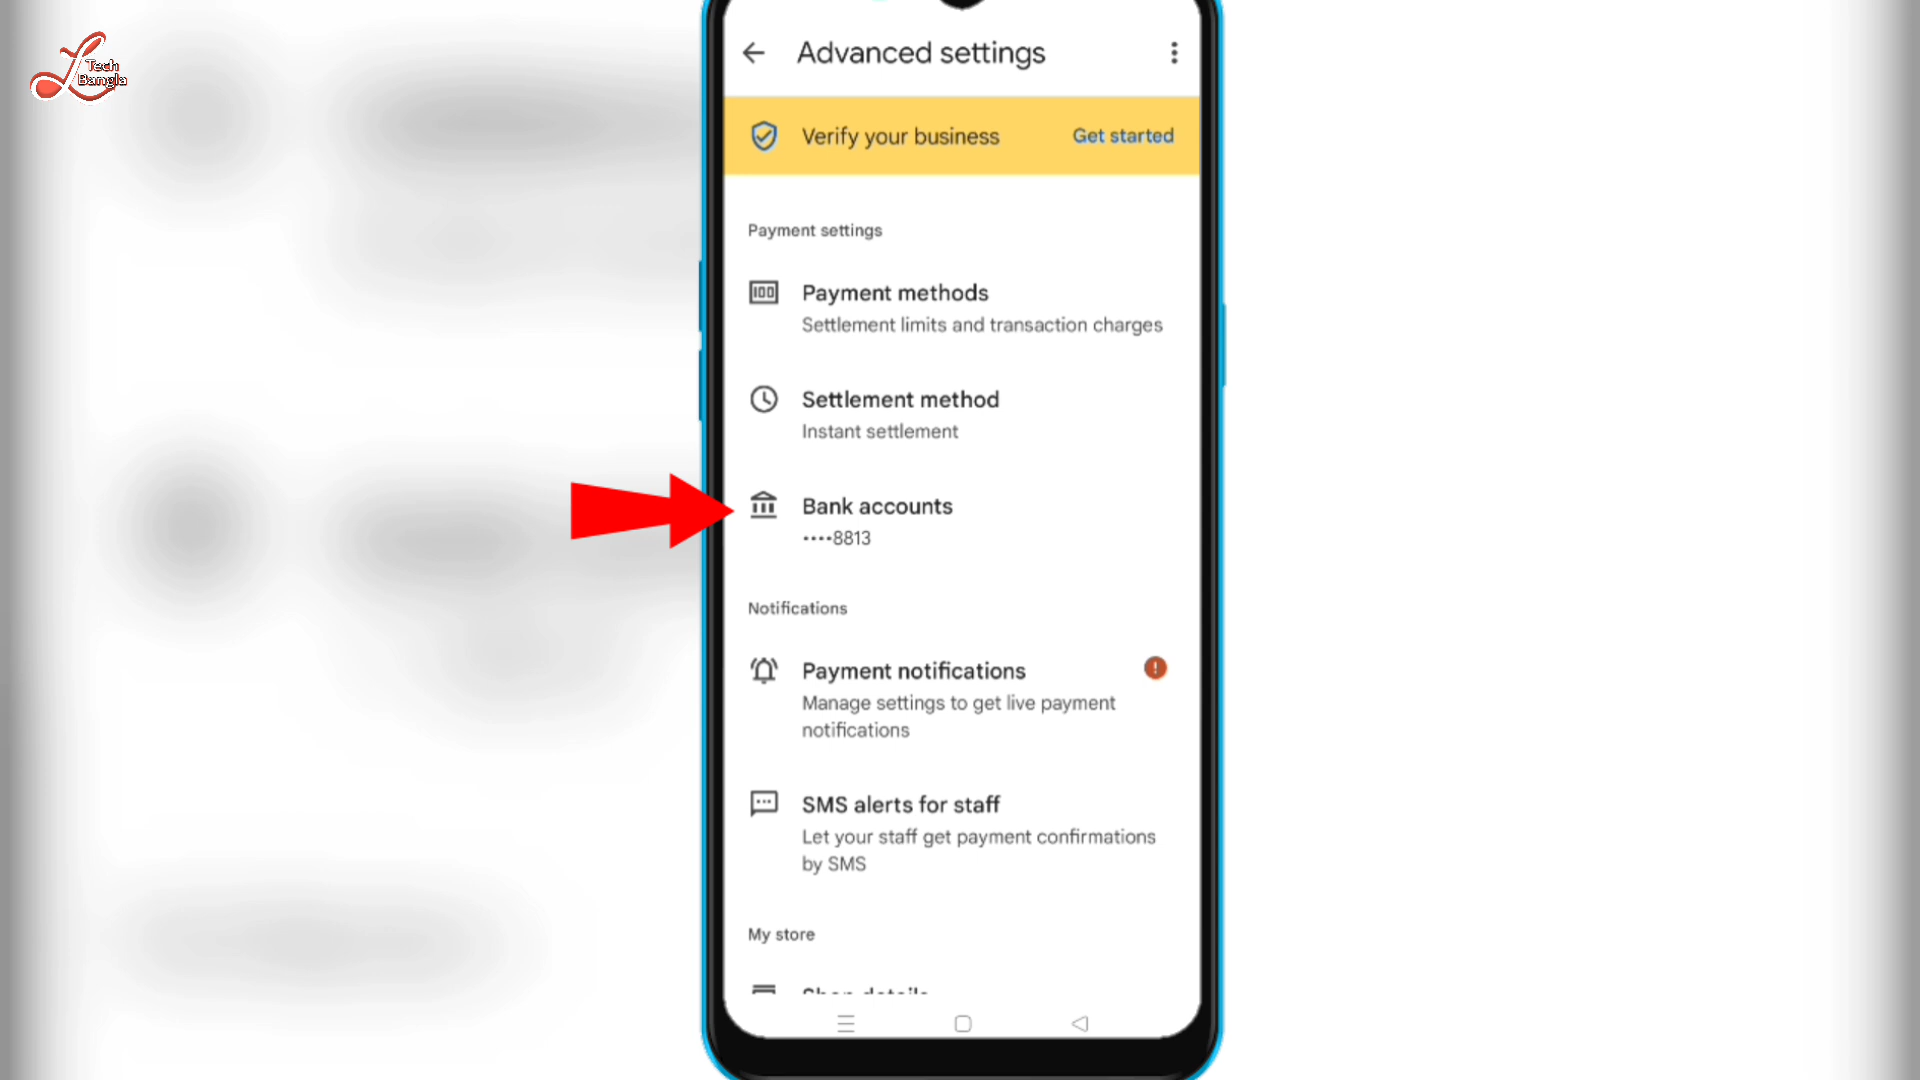 Tech
Bangla
Advanced settings
Verify your business Get started
Payment settings
Payment methods
Settlement limits and transaction charges
Settlement method
Instant settlement
Bank accounts
••••8813
Notifications
Payment notifications
Manage settings to get live payment
notifications
SMS alerts for staff
Let your staff get payment confirmations
by SMS
My store
Shop details